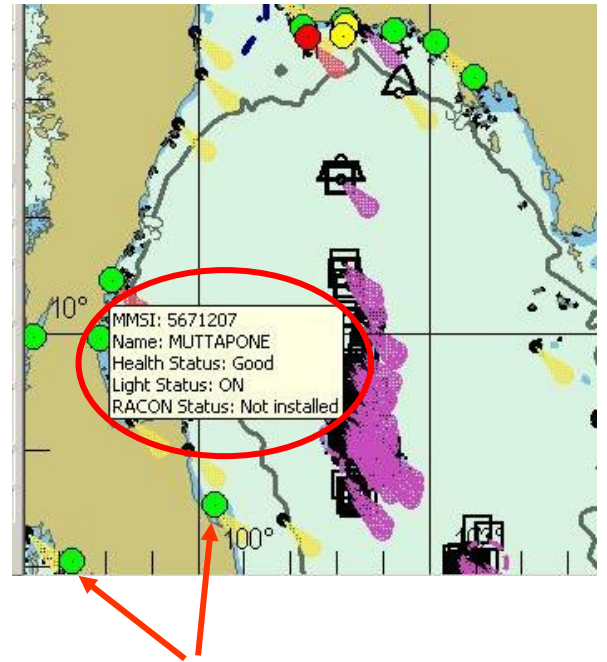 10°
MMSI: 5671207
Name: MUTTAPONE
Health Status: Good
Light Status: ON
RACON Status: Not installed
100°